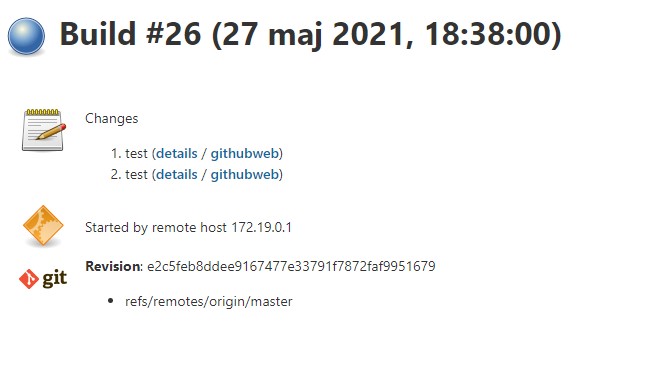 Build #26 (27 maj 2021, 18:38:00)
Changes
1. test (details / githubweb)
2. test (details / githubweb)
Started by remote host 172.19.0.1
git
Revision: e2c5feb8ddee9167477e33791f7872faf9951679
• refs/remotes/origin/master